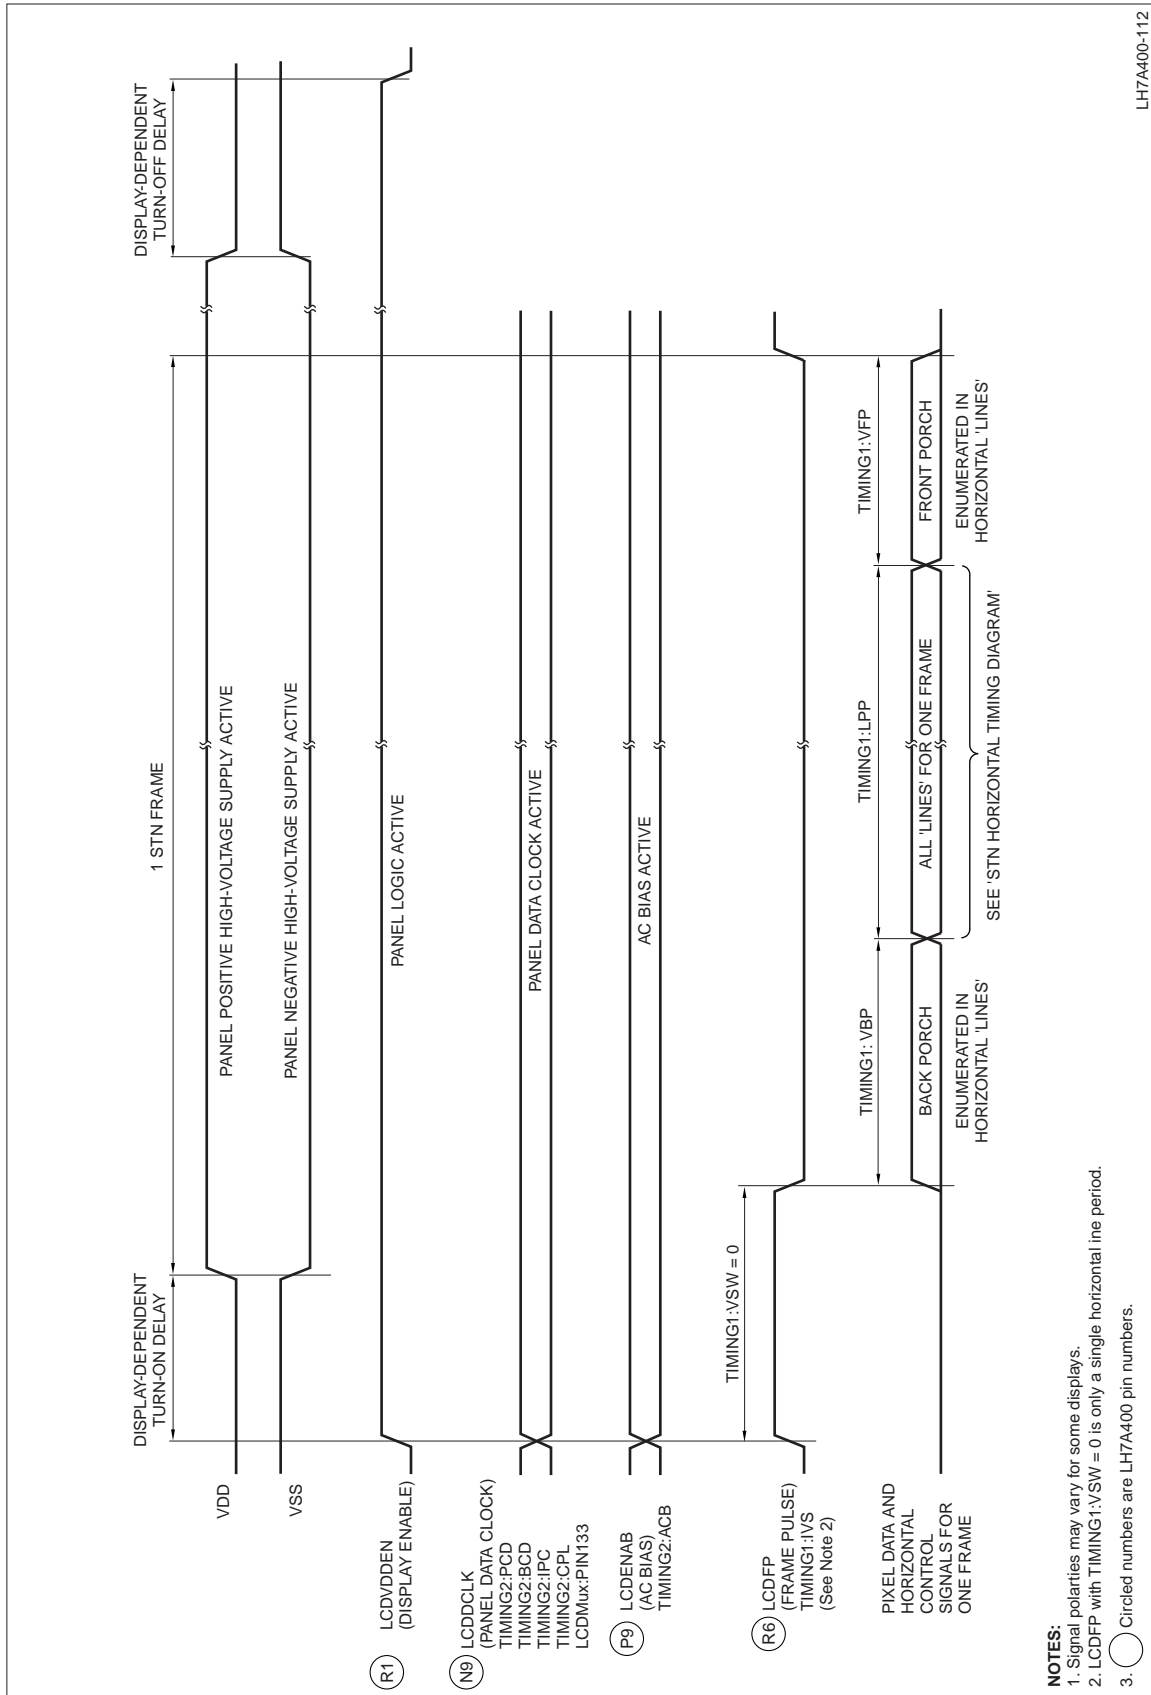 DISPLAY-DEPENDENT
TURN-ON DELAY
1 STN FRAME
DISPLAY-DEPENDENT
TURN-OFF DELAY
VDD
PANEL POSITIVE HIGH-VOLTAGE SUPPLY ACTIVE
VSS
PANEL NEGATIVE HIGH-VOLTAGE SUPPLY ACTIVE
R1
LCDVDDEN
(DISPLAY ENABLE)
PANEL LOGIC ACTIVE
N9
LCDDCLK
(PANEL DATA CLOCK)
TIMING2:PCD
TIMING2:BCD
TIMING2:IPC
TIMING2:CPL
LCDMux:PIN133
PANEL DATA CLOCK ACTIVE
P9
LCDENAB
(AC BIAS)
TIMING2:ACB
AC BIAS ACTIVE
TIMING1:VSW = 0
R6
LCDFP
(FRAME PULSE)
TIMING1:IVS
(See Note 2)
TIMING1: VBP
TIMING1:LPP
TIMING1:VFP
PIXEL DATA AND
HORIZONTAL
CONTROL
SIGNALS FOR
ONE FRAME
BACK PORCH
ALL 'LINES' FOR ONE FRAME
FRONT PORCH
ENUMERATED IN
HORIZONTAL 'LINES'
SEE 'STN HORIZONTAL TIMING DIAGRAM'
ENUMERATED IN
HORIZONTAL 'LINES'
NOTES:
1. Signal polarties may vary for some displays.
2. LCDFP with TIMING1:VSW = 0 is only a single horizontal ine period.
3. Circled numbers are LH7A400 pin numbers.
LH7A400-112